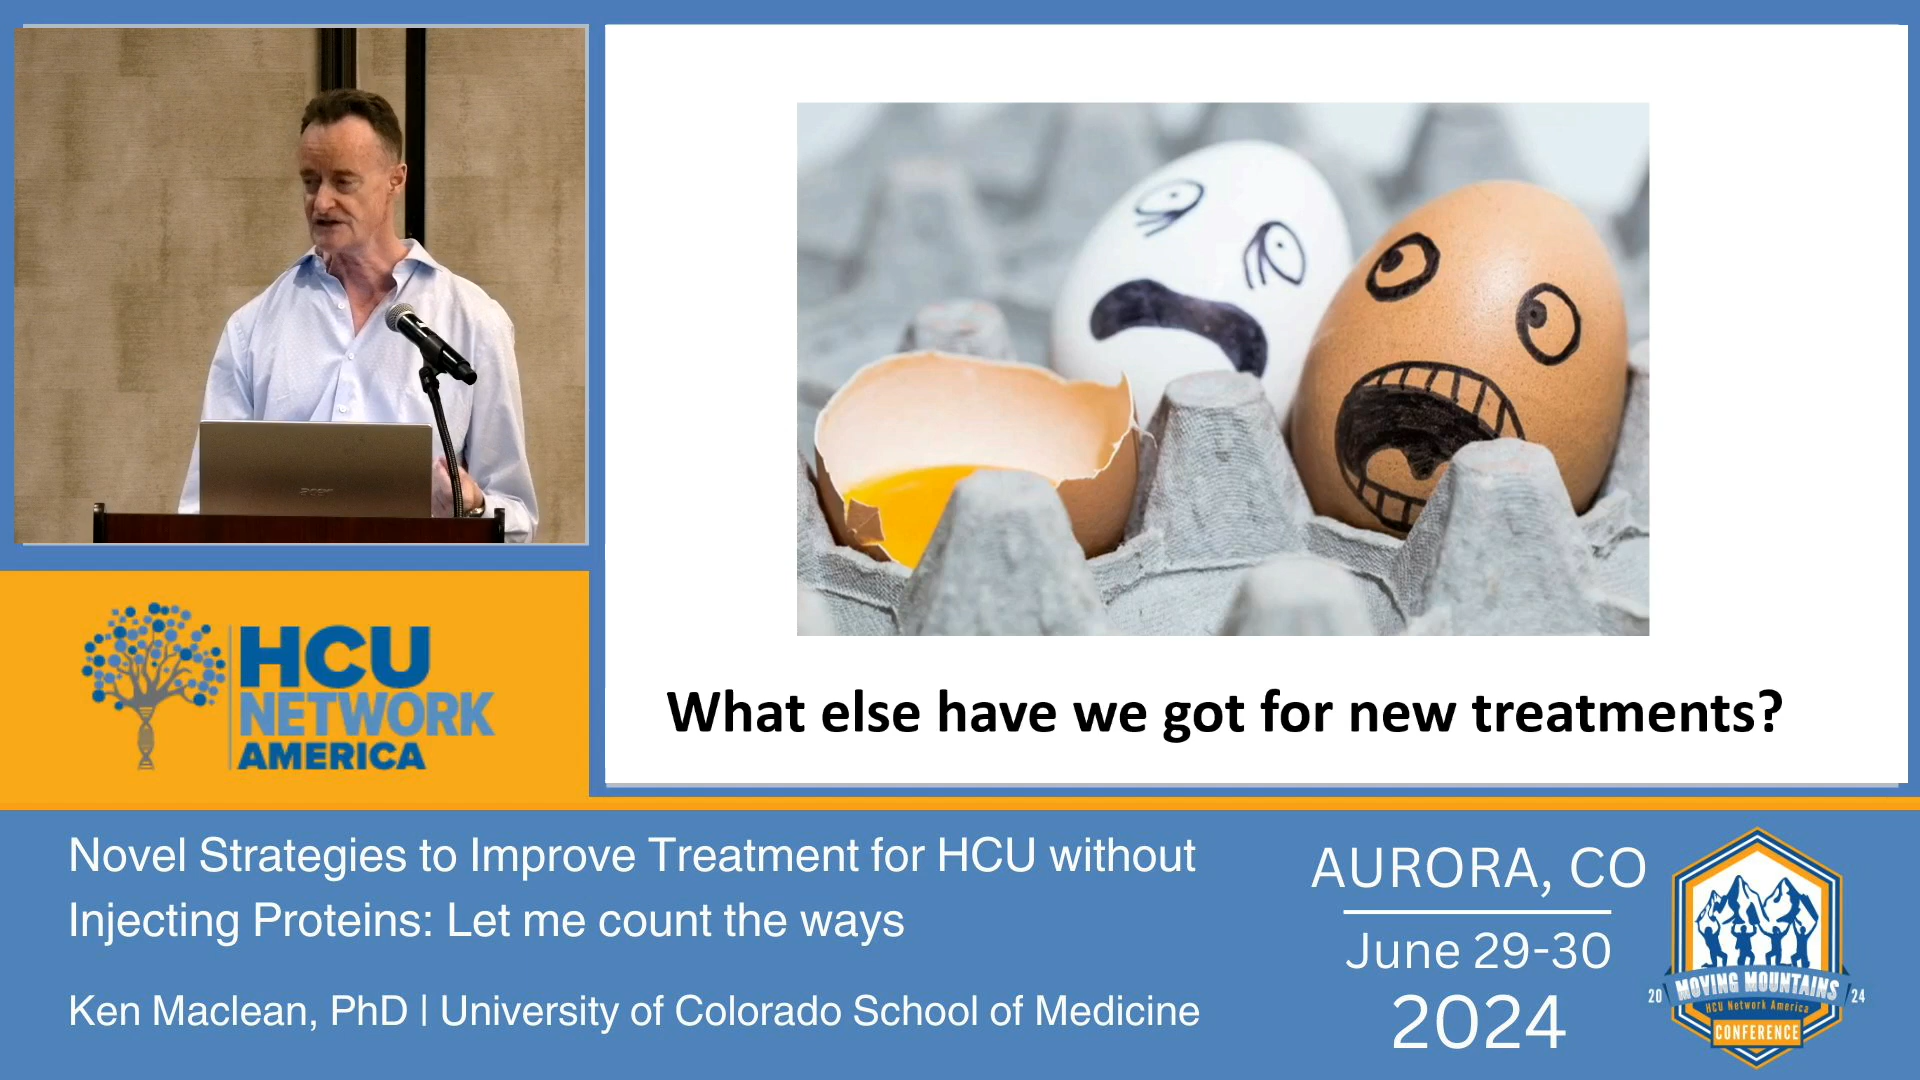 acer
What else have we got for new treatments?
HCU
NETWORK
AMERICA
Novel Strategies to Improve Treatment for HCU without
Injecting Proteins: Let me count the ways
Ken Maclean, PhD | University of Colorado School of Medicine
AURORA, CO
June 29-30
2024
20 MOVING MOUNTAINS 24
HCU Network America
CONFERENCE